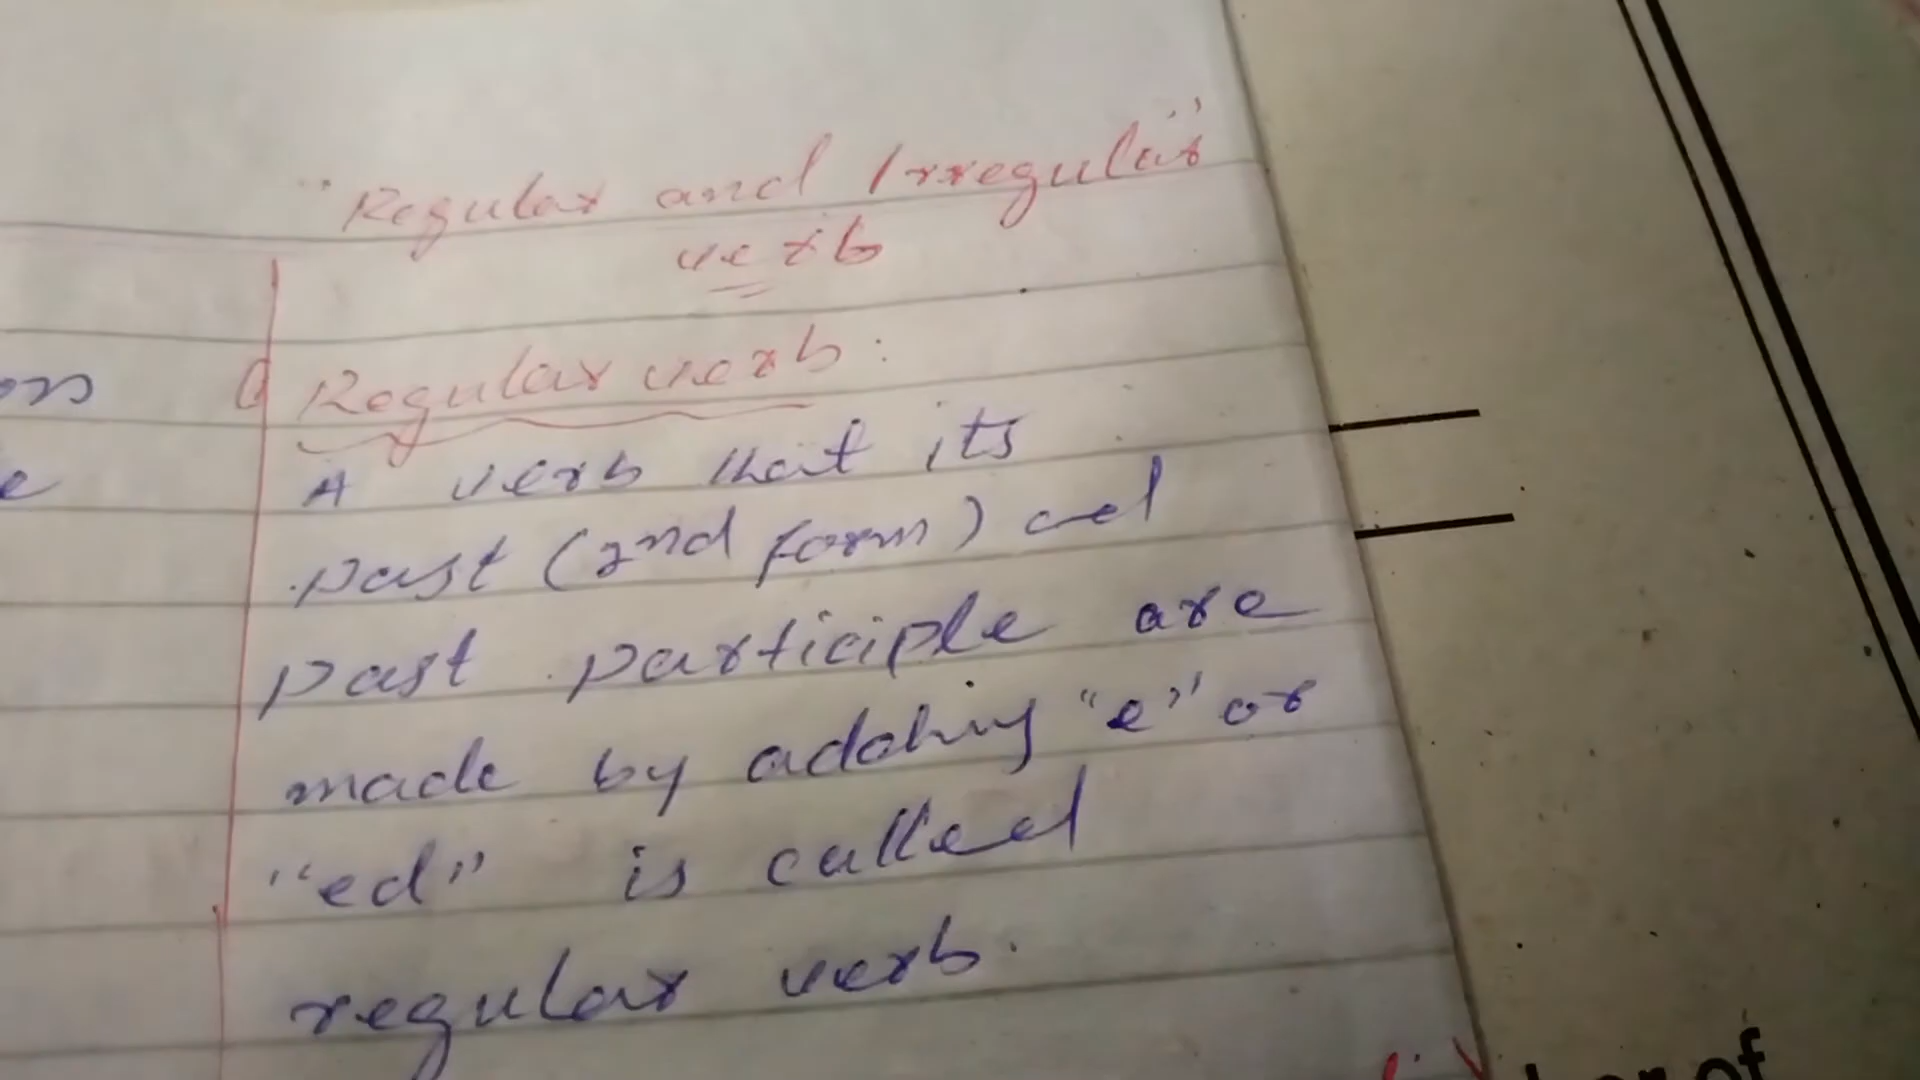 "Regular and Irregular"
verb
Regular verb:
A verb that its
past (2nd form) and
past participle are
made by adding "e" or
"ed" is called
regular verb.
of